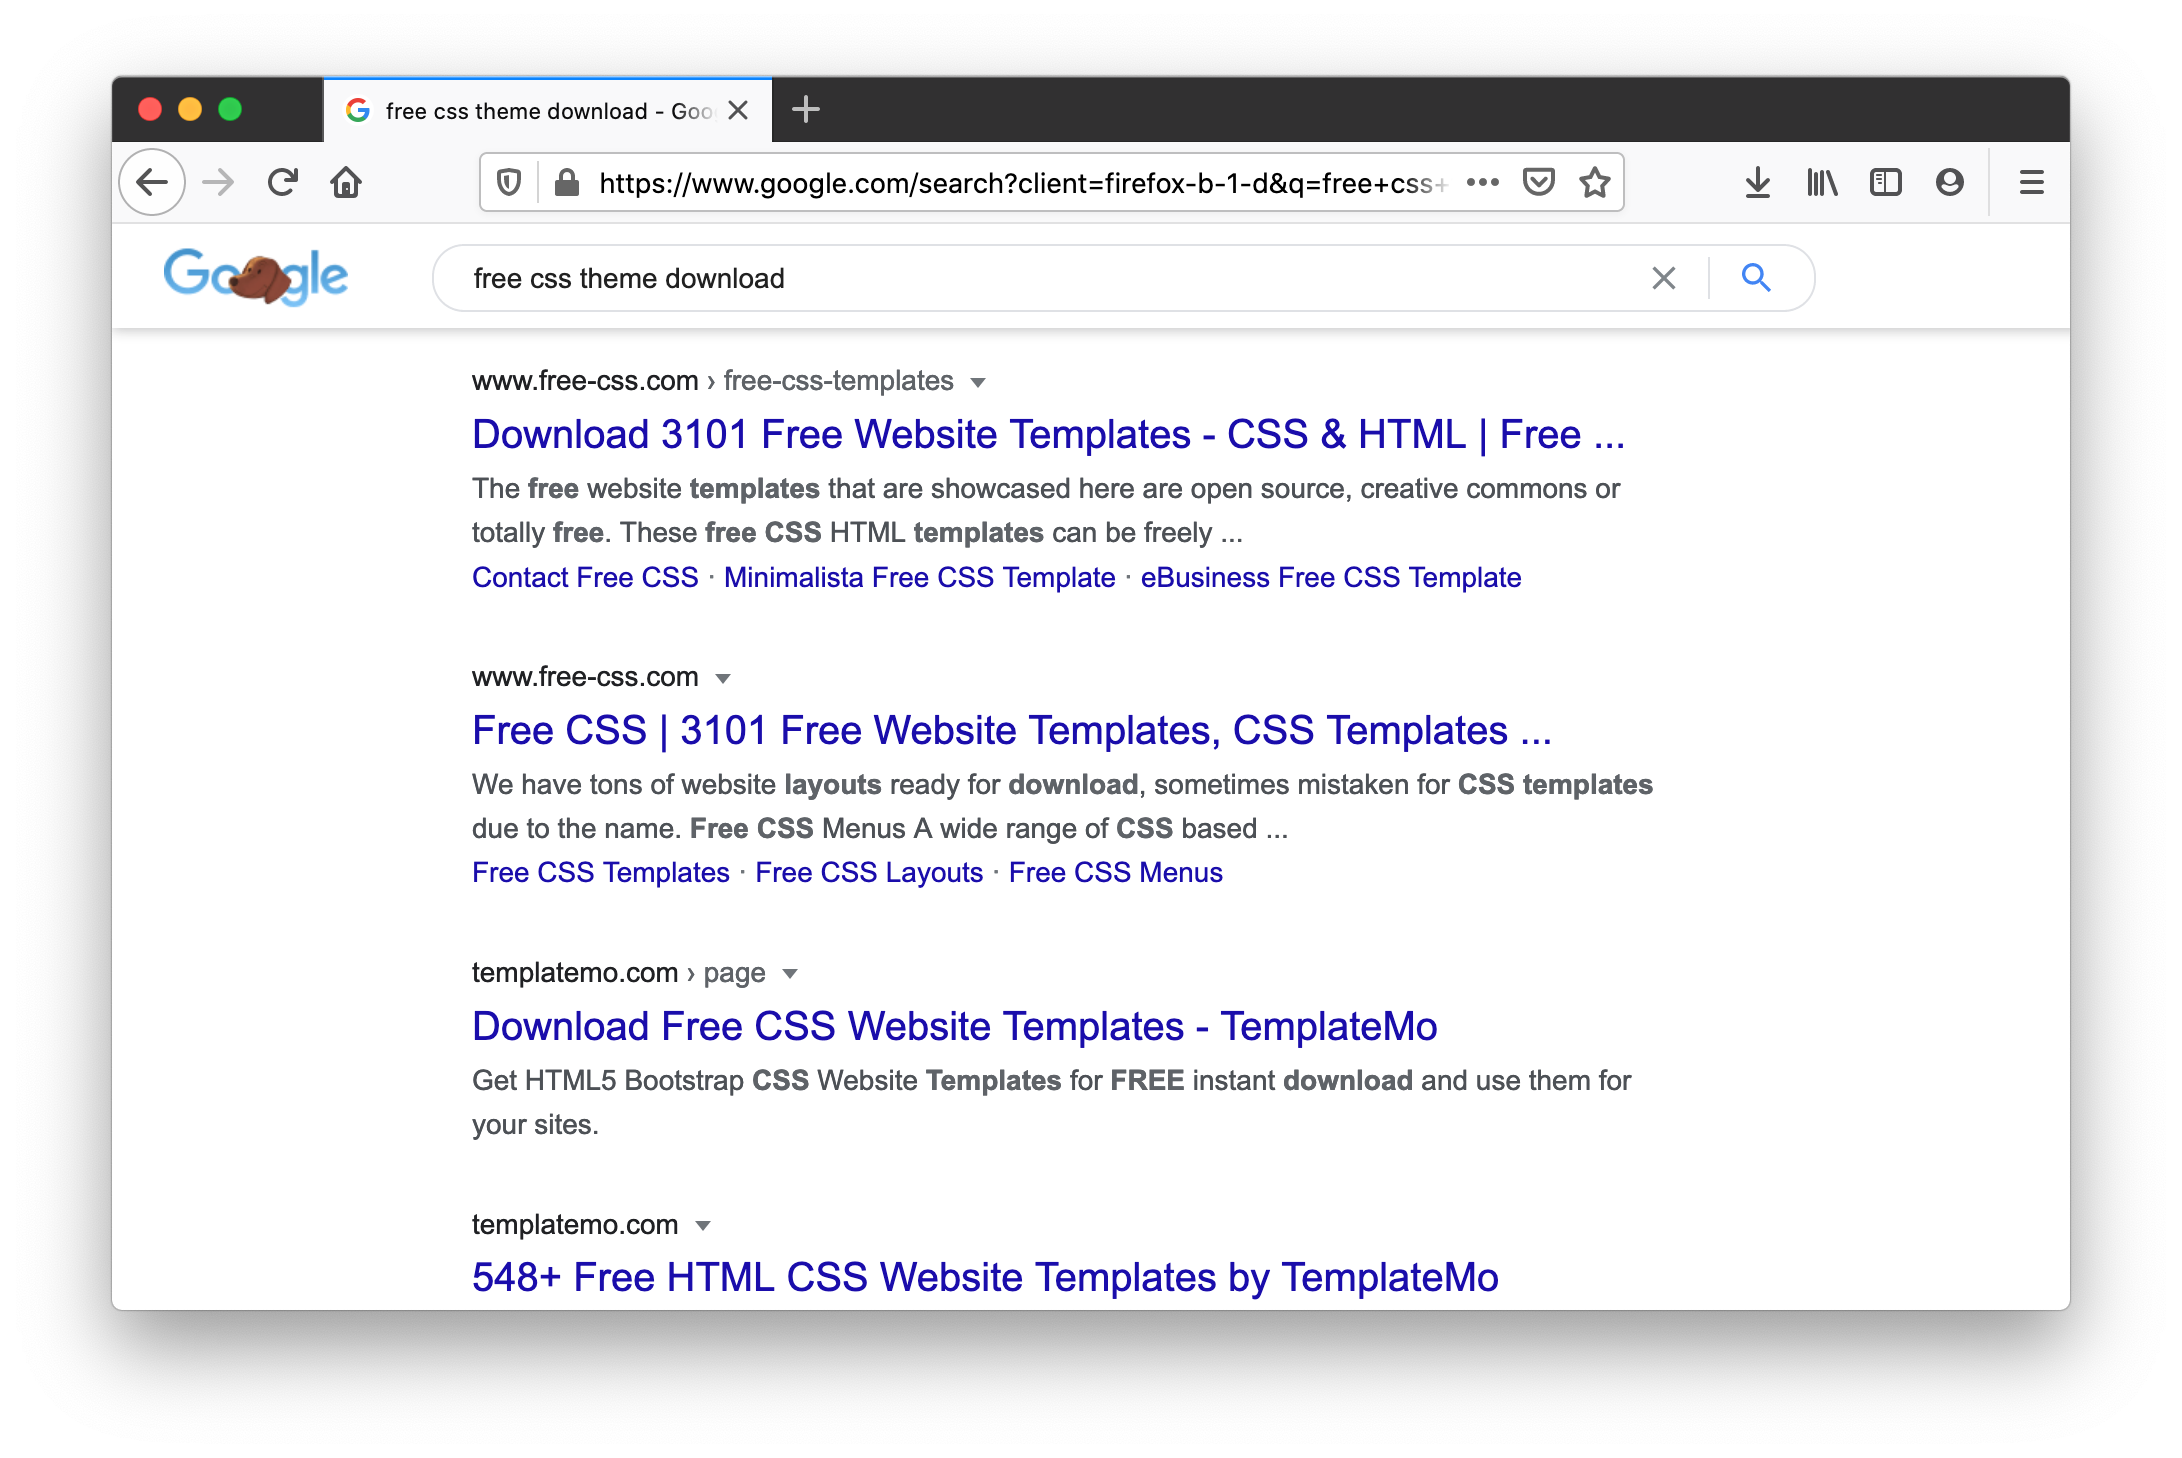 free css theme download - Goo
https://www.google.com/search?client=firefox-b-1-d&q=free+css+
Google
free css theme download
www.free-css.com › free-css-templates
Download 3101 Free Website Templates - CSS & HTML | Free ...
The free website templates that are showcased here are open source, creative commons or
totally free. These free CSS HTML templates can be freely ...
Contact Free CSS · Minimalista Free CSS Template · eBusiness Free CSS Template
www.free-css.com
Free CSS | 3101 Free Website Templates, CSS Templates ...
We have tons of website layouts ready for download, sometimes mistaken for CSS templates
due to the name. Free CSS Menus A wide range of CSS based ...
Free CSS Templates · Free CSS Layouts · Free CSS Menus
templatemo.com › page
Download Free CSS Website Templates - TemplateMo
Get HTML5 Bootstrap CSS Website Templates for FREE instant download and use them for
your sites.
templatemo.com
548+ Free HTML CSS Website Templates by TemplateMo